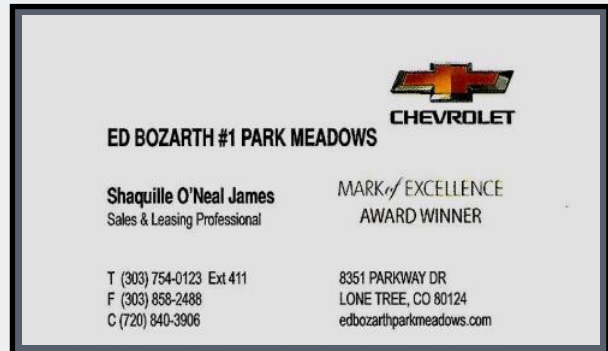 CHEVROLET
ED BOZARTH #1 PARK MEADOWS
Shaquille O'Neal James
Sales & Leasing Professional
MARK of EXCELLENCE
AWARD WINNER
T (303) 754-0123 Ext 411
F (303) 858-2488
C (720) 840-3906
8351 PARKWAY DR
LONE TREE, CO 80124
edbozarthparkmeadows.com